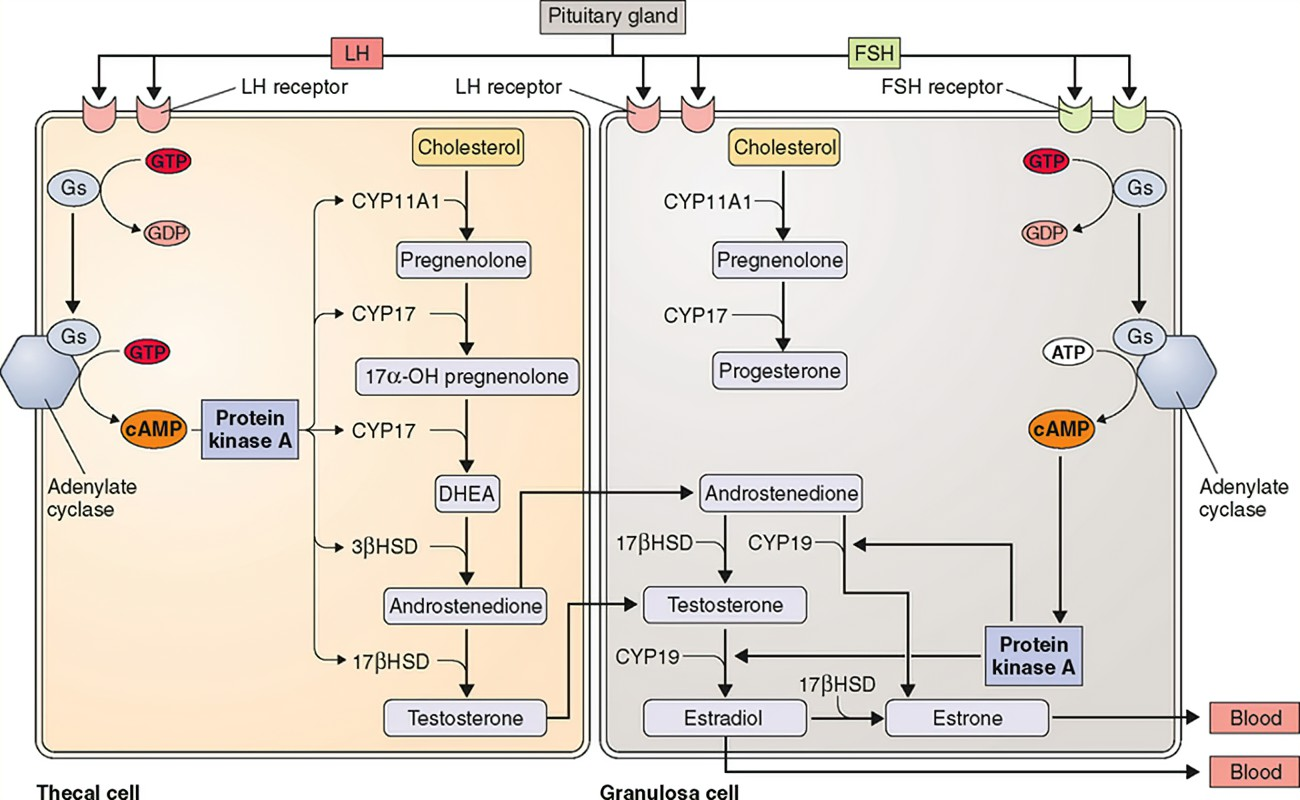 Pituitary gland
LH
FSH
LH receptor
LH receptor
FSH receptor
Cholesterol
Cholesterol
GTP
GTP
Gs
Gs
CYP11A1
CYP11A1
GDP
GDP
Pregnenolone
Pregnenolone
CYP17
CYP17
Gs
Gs
GTP
ATP
17α-OH pregnenolone
Progesterone
cAMP
Protein
kinase A
CYP17
cAMP
Adenylate
cyclase
DHEA
Androstenedione
Adenylate
cyclase
3βHSD
17βHSD
CYP19
Androstenedione
Testosterone
Protein
kinase A
17βHSD
CYP19
17βHSD
Testosterone
Estradiol
Estrone
Blood
Blood
Thecal cell
Granulosa cell